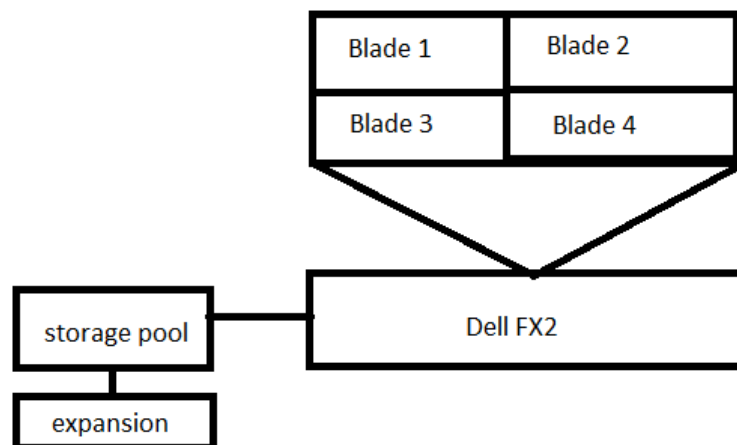 Blade 1
Blade 2
Blade 3
Blade 4
Dell FX2
storage pool
expansion